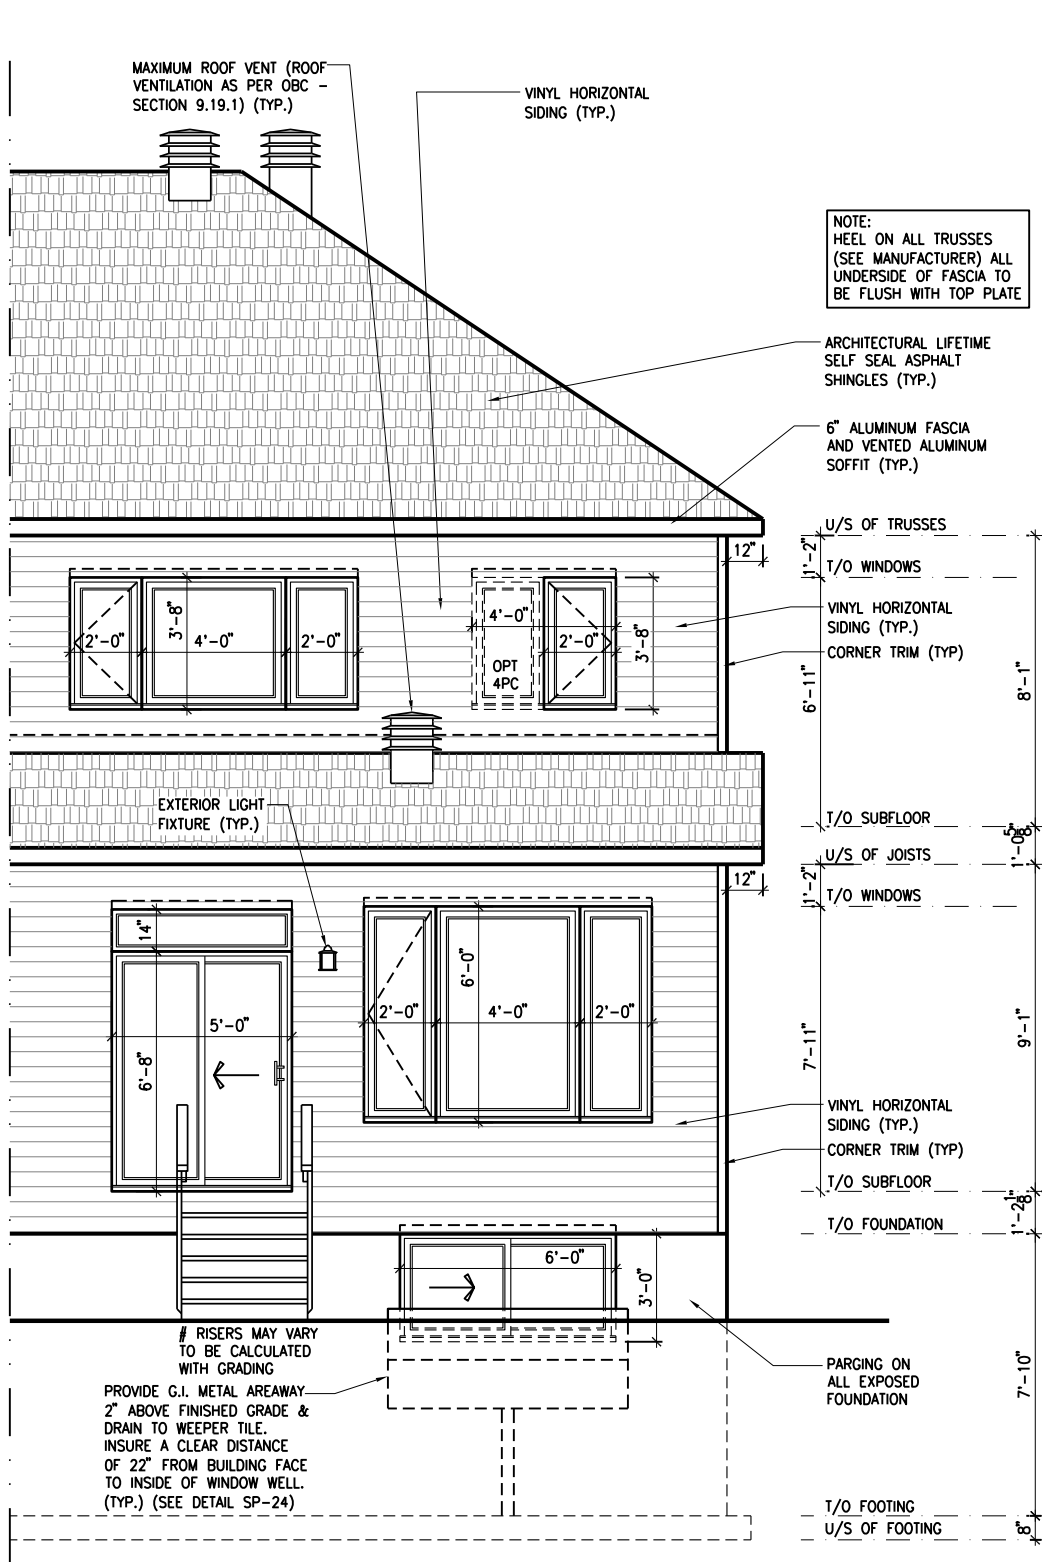 MAXIMUM ROOF VENT (ROOF
VENTILATION AS PER OBC -
SECTION 9.19.1) (TYP.)
VINYL HORIZONTAL
SIDING (TYP.)
NOTE:
HEEL ON ALL TRUSSES
(SEE MANUFACTURER) ALL
UNDERSIDE OF FASCIA TO
BE FLUSH WITH TOP PLATE
ARCHITECTURAL LIFETIME
SELF SEAL ASPHALT
SHINGLES (TYP.)
6" ALUMINUM FASCIA
AND VENTED ALUMINUM
SOFFIT (TYP.)
U/S OF TRUSSES
12"
1'-2"
T/O WINDOWS
3'-8"
2'-0"
4'-0"
2'-0"
4'-0"
2'-0"
OPT
4PC
3'-8"
VINYL HORIZONTAL
SIDING (TYP.)
CORNER TRIM (TYP)
6'-11"
8'-1"
EXTERIOR LIGHT
FIXTURE (TYP.)
T/O SUBFLOOR
1'-0⅝"
U/S OF JOISTS
12"
1'-2"
T/O WINDOWS
14"
6'-0"
2'-0"
4'-0"
2'-0"
5'-0"
6'-8"
7'-11"
9'-1"
VINYL HORIZONTAL
SIDING (TYP.)
CORNER TRIM (TYP)
T/O SUBFLOOR
1'-2⅛"
T/O FOUNDATION
6'-0"
3'-0"
# RISERS MAY VARY
TO BE CALCULATED
WITH GRADING
PARGING ON
ALL EXPOSED
FOUNDATION
7'-10"
PROVIDE G.I. METAL AREAWAY
2" ABOVE FINISHED GRADE &
DRAIN TO WEEPER TILE.
INSURE A CLEAR DISTANCE
OF 22" FROM BUILDING FACE
TO INSIDE OF WINDOW WELL.
(TYP.) (SEE DETAIL SP-24)
T/O FOOTING
U/S OF FOOTING
8"